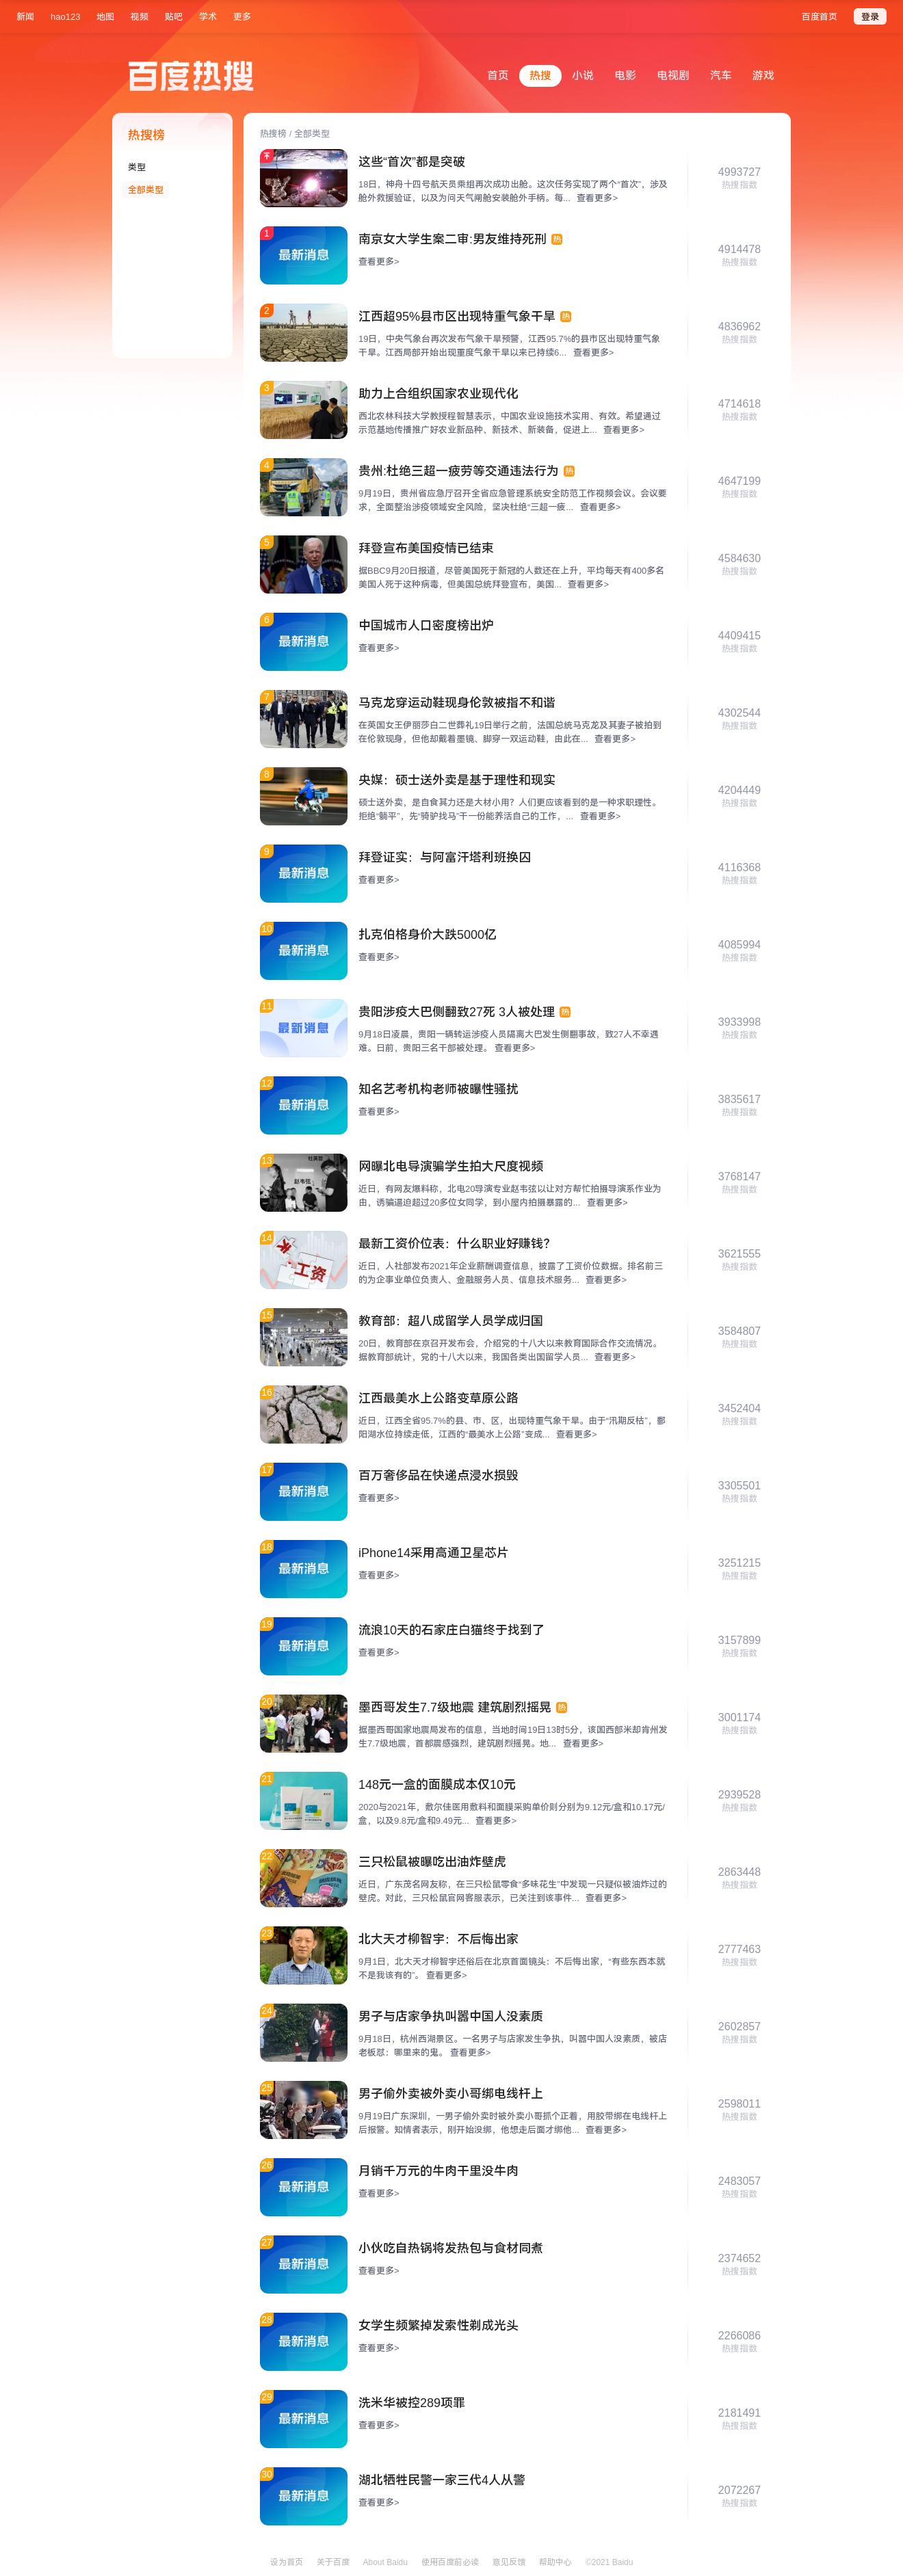 新闻 hao123 地图 视频 贴吧 学术 更多 百度首页 登录
百度热搜
首页 热搜 小说 电影 电视剧 汽车 游戏
热搜榜
类型
全部类型
热搜榜 / 全部类型
这些“首次”都是突破
18日，神舟十四号航天员乘组再次成功出舱。这次任务实现了两个“首次”，涉及
舱外救援验证，以及为问天气闸舱安装舱外手柄。每... 查看更多>
4993727
热搜指数
1
最新消息
南京女大学生案二审:男友维持死刑 热
查看更多>
4914478
热搜指数
2
江西超95%县市区出现特重气象干旱 热
19日，中央气象台再次发布气象干旱预警，江西95.7%的县市区出现特重气象
干旱。江西局部开始出现重度气象干旱以来已持续6... 查看更多>
4836962
热搜指数
3
助力上合组织国家农业现代化
西北农林科技大学教授程智慧表示，中国农业设施技术实用、有效。希望通过
示范基地传播推广好农业新品种、新技术、新装备，促进上... 查看更多>
4714618
热搜指数
4
贵州:杜绝三超一疲劳等交通违法行为 热
9月19日，贵州省应急厅召开全省应急管理系统安全防范工作视频会议。会议要
求，全面整治涉疫领域安全风险，坚决杜绝“三超一疲... 查看更多>
4647199
热搜指数
5
拜登宣布美国疫情已结束
据BBC9月20日报道，尽管美国死于新冠的人数还在上升，平均每天有400多名
美国人死于这种病毒，但美国总统拜登宣布，美国... 查看更多>
4584630
热搜指数
6
最新消息
中国城市人口密度榜出炉
查看更多>
4409415
热搜指数
7
马克龙穿运动鞋现身伦敦被指不和谐
在英国女王伊丽莎白二世葬礼19日举行之前，法国总统马克龙及其妻子被拍到
在伦敦现身，但他却戴着墨镜、脚穿一双运动鞋，由此在... 查看更多>
4302544
热搜指数
8
央媒：硕士送外卖是基于理性和现实
硕士送外卖，是自食其力还是大材小用？人们更应该看到的是一种求职理性。
拒绝“躺平”，先“骑驴找马”干一份能养活自己的工作，... 查看更多>
4204449
热搜指数
9
最新消息
拜登证实：与阿富汗塔利班换囚
查看更多>
4116368
热搜指数
10
最新消息
扎克伯格身价大跌5000亿
查看更多>
4085994
热搜指数
11
最新消息
贵阳涉疫大巴侧翻致27死 3人被处理 热
9月18日凌晨，贵阳一辆转运涉疫人员隔离大巴发生侧翻事故，致27人不幸遇
难。日前，贵阳三名干部被处理。 查看更多>
3933998
热搜指数
12
最新消息
知名艺考机构老师被曝性骚扰
查看更多>
3835617
热搜指数
13
网曝北电导演骗学生拍大尺度视频
近日，有网友爆料称，北电20导演专业赵韦弦以让对方帮忙拍摄导演系作业为
由，诱骗逼迫超过20多位女同学，到小屋内拍摄暴露的... 查看更多>
3768147
热搜指数
14
工资
最新工资价位表：什么职业好赚钱？
近日，人社部发布2021年企业薪酬调查信息，披露了工资价位数据。排名前三
的为企事业单位负责人、金融服务人员、信息技术服务... 查看更多>
3621555
热搜指数
15
教育部：超八成留学人员学成归国
20日，教育部在京召开发布会，介绍党的十八大以来教育国际合作交流情况。
据教育部统计，党的十八大以来，我国各类出国留学人员... 查看更多>
3584807
热搜指数
16
江西最美水上公路变草原公路
近日，江西全省95.7%的县、市、区，出现特重气象干旱。由于“汛期反枯”，鄱
阳湖水位持续走低，江西的“最美水上公路”变成... 查看更多>
3452404
热搜指数
17
最新消息
百万奢侈品在快递点浸水损毁
查看更多>
3305501
热搜指数
18
最新消息
iPhone14采用高通卫星芯片
查看更多>
3251215
热搜指数
19
最新消息
流浪10天的石家庄白猫终于找到了
查看更多>
3157899
热搜指数
20
墨西哥发生7.7级地震 建筑剧烈摇晃 热
据墨西哥国家地震局发布的信息，当地时间19日13时5分，该国西部米却肯州发
生7.7级地震，首都震感强烈，建筑剧烈摇晃。地... 查看更多>
3001174
热搜指数
21
148元一盒的面膜成本仅10元
2020与2021年，敷尔佳医用敷料和面膜采购单价则分别为9.12元/盒和10.17元/
盒，以及9.8元/盒和9.49元... 查看更多>
2939528
热搜指数
22
三只松鼠被曝吃出油炸壁虎
近日，广东茂名网友称，在三只松鼠零食“多味花生”中发现一只疑似被油炸过的
壁虎。对此，三只松鼠官网客服表示，已关注到该事件... 查看更多>
2863448
热搜指数
23
北大天才柳智宇：不后悔出家
9月1日，北大天才柳智宇还俗后在北京首面镜头：不后悔出家，“有些东西本就
不是我该有的”。 查看更多>
2777463
热搜指数
24
男子与店家争执叫嚣中国人没素质
9月18日，杭州西湖景区。一名男子与店家发生争执，叫嚣中国人没素质，被店
老板怼：哪里来的鬼。 查看更多>
2602857
热搜指数
25
男子偷外卖被外卖小哥绑电线杆上
9月19日广东深圳，一男子偷外卖时被外卖小哥抓个正着，用胶带绑在电线杆上
后报警。知情者表示，刚开始没绑，他想走后面才绑他... 查看更多>
2598011
热搜指数
26
最新消息
月销千万元的牛肉干里没牛肉
查看更多>
2483057
热搜指数
27
最新消息
小伙吃自热锅将发热包与食材同煮
查看更多>
2374652
热搜指数
28
最新消息
女学生频繁掉发索性剃成光头
查看更多>
2266086
热搜指数
29
最新消息
洗米华被控289项罪
查看更多>
2181491
热搜指数
30
最新消息
湖北牺牲民警一家三代4人从警
查看更多>
2072267
热搜指数
设为首页 关于百度 About Baidu 使用百度前必读 意见反馈 帮助中心 ©2021 Baidu